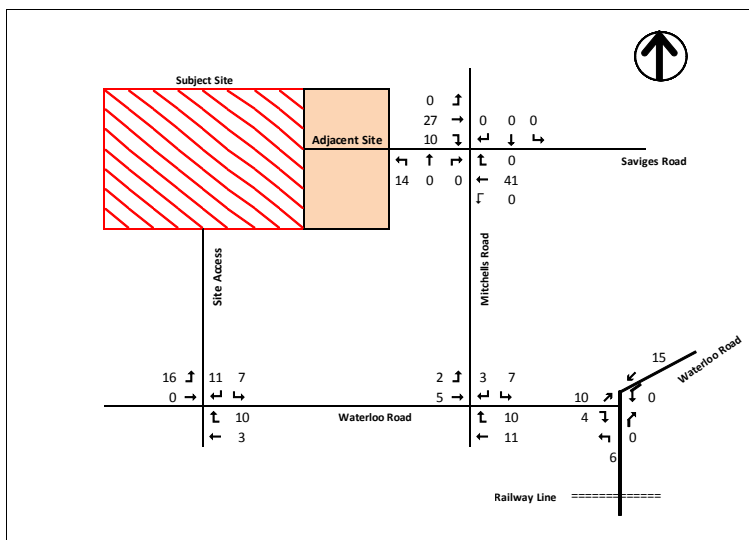 Subject Site
0
27 0 0 0
Adjacent Site 10
0
Saviges Road
14 0 0 41
0
Site Access
Mitchells Road
15
Waterloo Road
16 11 7 2 3 7
0 5 10 0
Waterloo Road
10 10 4 0
3 11
6
Railway Line =============